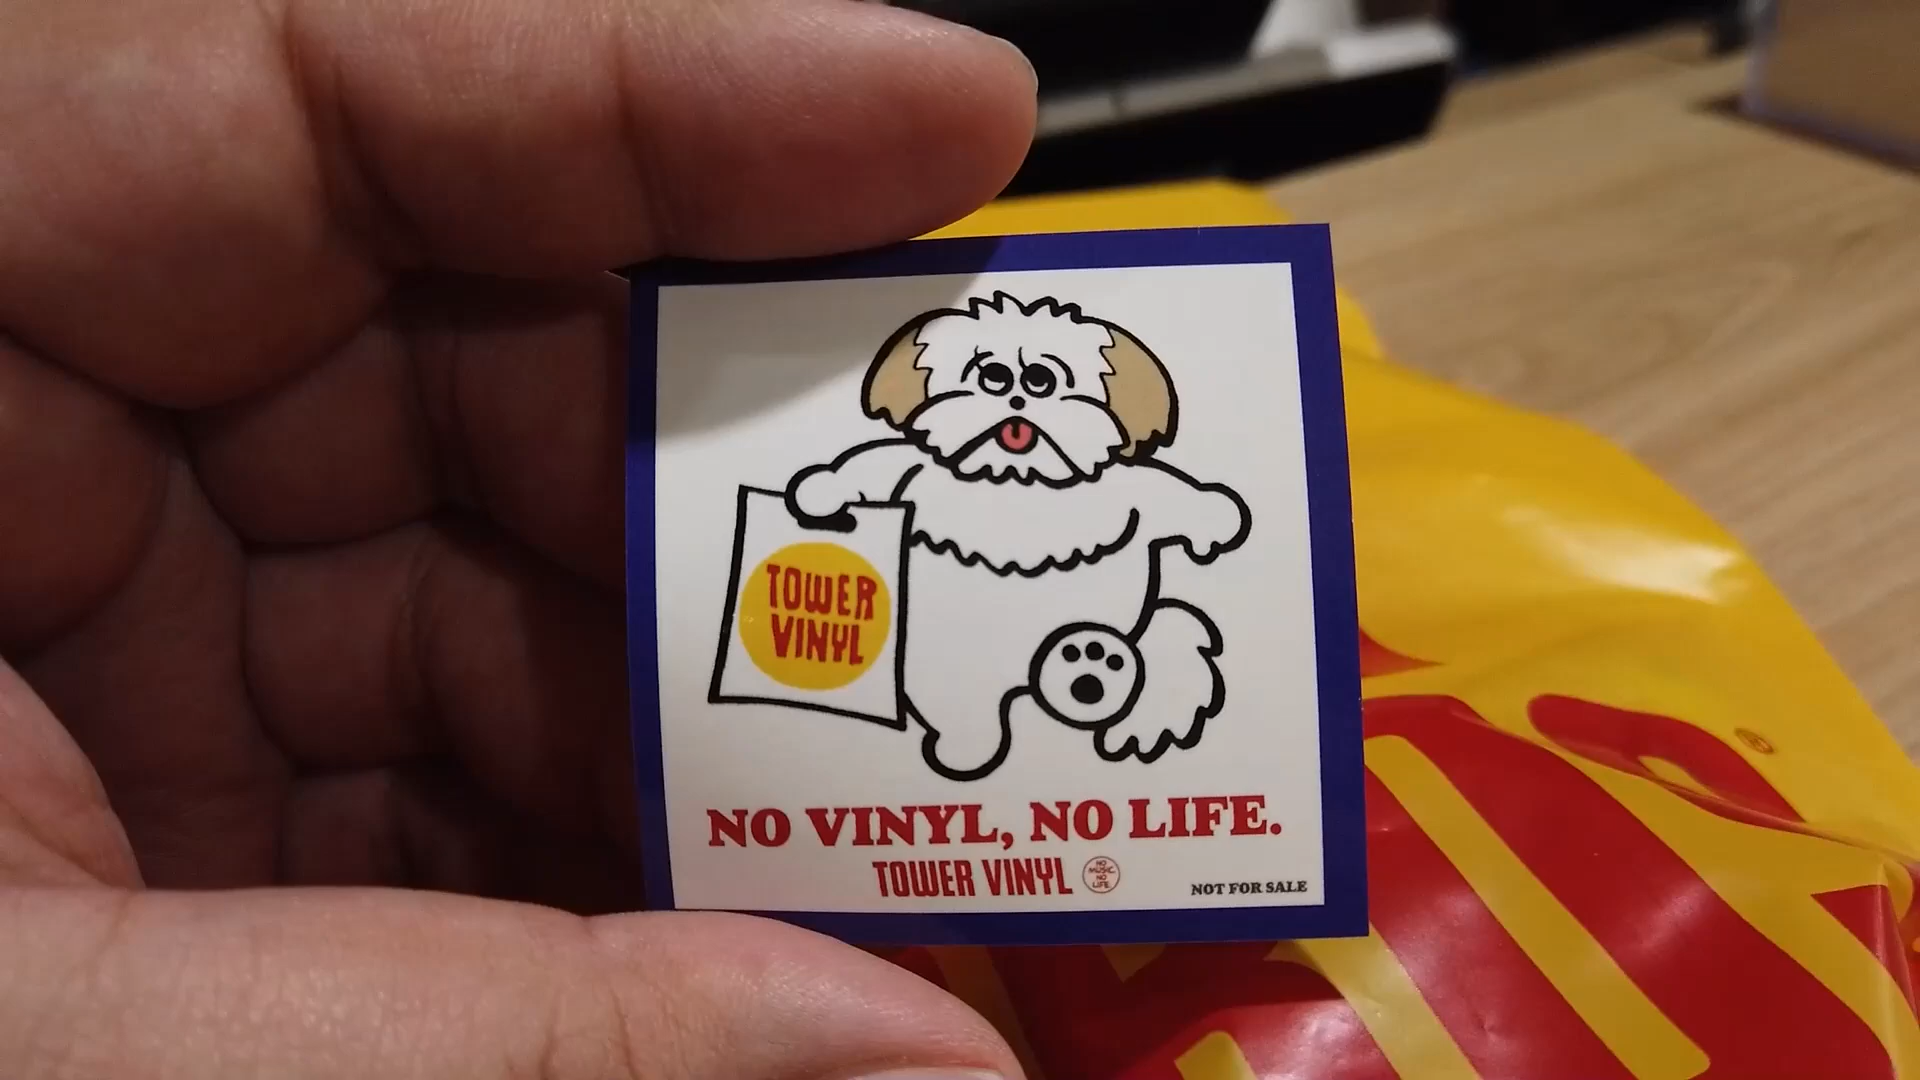 TOWER
VINYL
NO VINYL, NO LIFE.
TOWER VINYL
NO
MUSIC.
NO
LIFE.
NOT FOR SALE
®